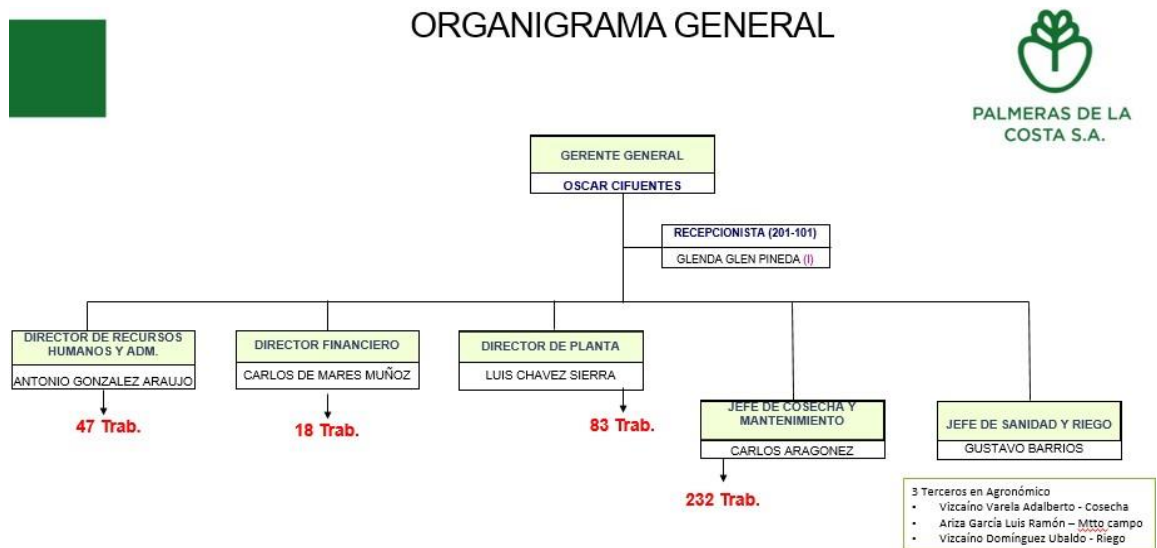 ORGANIGRAMA GENERAL
PALMERAS DE LA
COSTA S.A.
GERENTE GENERAL
OSCAR CIFUENTES
RECEPCIONISTA (201-101)
GLENDA GLEN PINEDA (I)
DIRECTOR DE RECURSOS
HUMANOS Y ADM.
ANTONIO GONZALEZ ARAUJO
47 Trab.
DIRECTOR FINANCIERO
CARLOS DE MARES MUÑOZ
18 Trab.
DIRECTOR DE PLANTA
LUIS CHAVEZ SIERRA
83 Trab.
JEFE DE COSECHA Y
MANTENIMIENTO
CARLOS ARAGONEZ
232 Trab.
JEFE DE SANIDAD Y RIEGO
GUSTAVO BARRIOS
3 Terceros en Agronómico
• Vizcaíno Varela Adalberto - Cosecha
• Ariza García Luis Ramón – Mtto campo
• Vizcaíno Domínguez Ubaldo - Riego